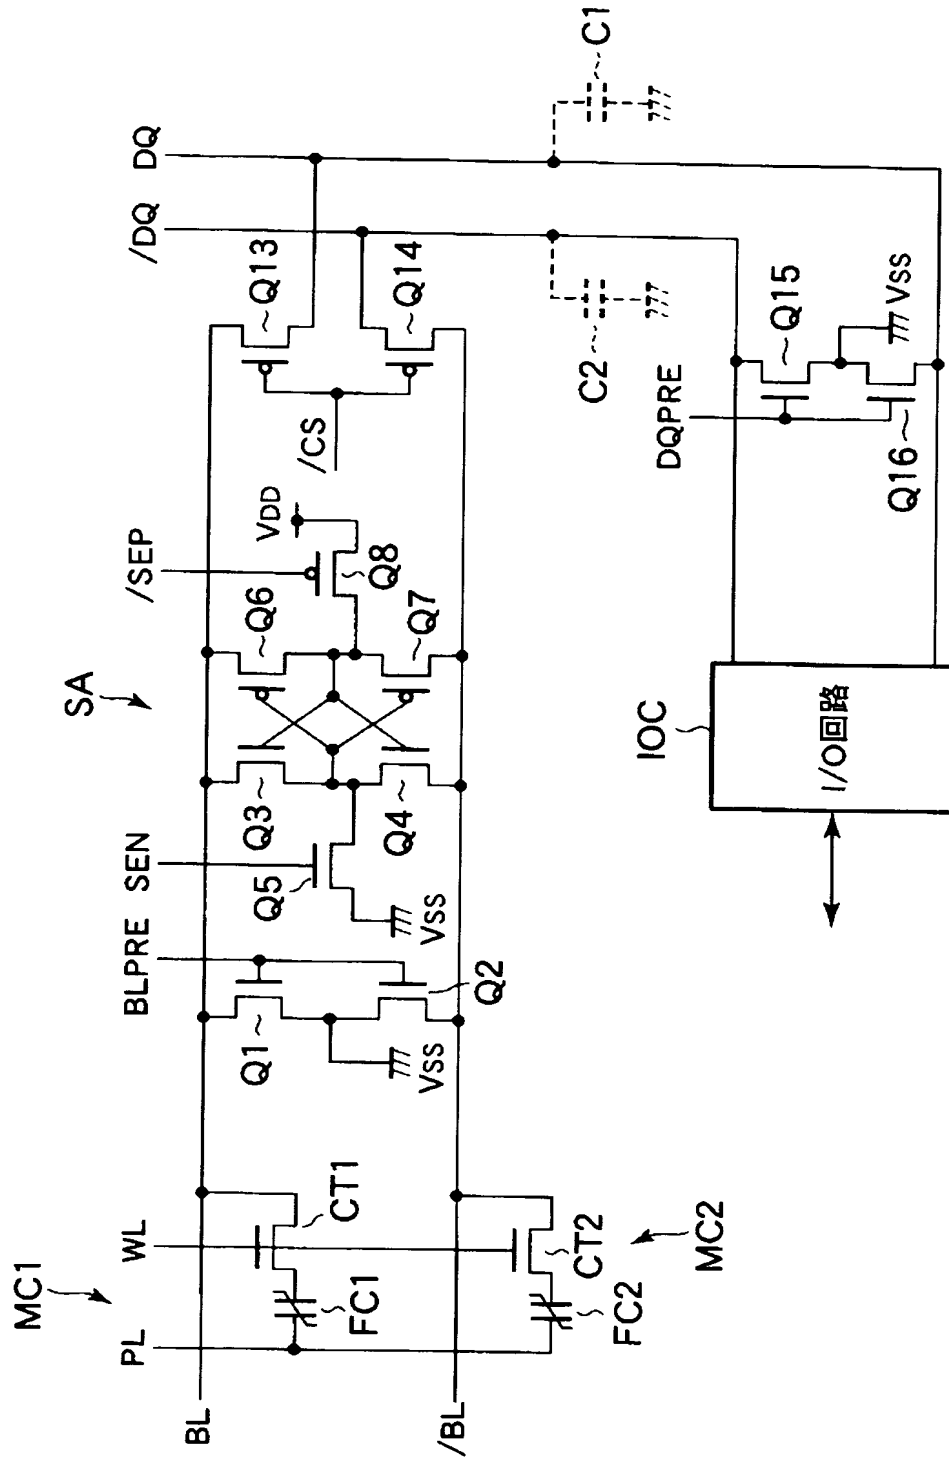 MC1
PL
WL
BLPRE
SEN
SA
/SEP
/DQ
DQ
BL
/BL
FC1
CT1
FC2
CT2
MC2
Q1
Q2
VSS
Q5
VSS
Q3
Q4
Q6
Q7
Q8
VDD
/CS
Q13
Q14
C1
C2
DQPRE
Q15
Q16
VSS
IOC
I/O回路